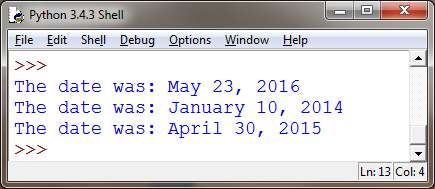 Python 3.4.3 Shell
File Edit Shell Debug Options Window Help
>>>
The date was: May 23, 2016
The date was: January 10, 2014
The date was: April 30, 2015
>>>
Ln: 13 Col: 4